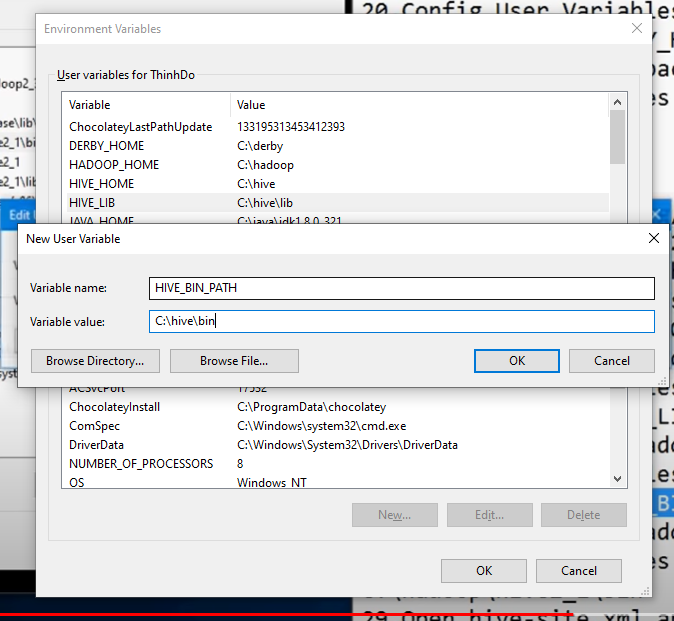 20 Config User Variables
Environment Variables
User variables for ThinhDo
Variable Value
ChocolateyLastPathUpdate 133195313453412393
DERBY_HOME C:\derby
HADOOP_HOME C:\hadoop
HIVE_HOME C:\hive
HIVE_LIB C:\hive\lib
JAVA_HOME C:\java\jdk1.8.0_321
Edit
New User Variable
Variable name: HIVE_BIN_PATH
Variable value: C:\hive\bin
Browse Directory... Browse File... OK Cancel
ACSvcPort 17532
ChocolateyInstall C:\ProgramData\chocolatey
ComSpec C:\Windows\system32\cmd.exe
DriverData C:\Windows\System32\Drivers\DriverData
NUMBER_OF_PROCESSORS 8
OS Windows_NT
New... Edit... Delete
OK Cancel
29 Open hive-site.xml